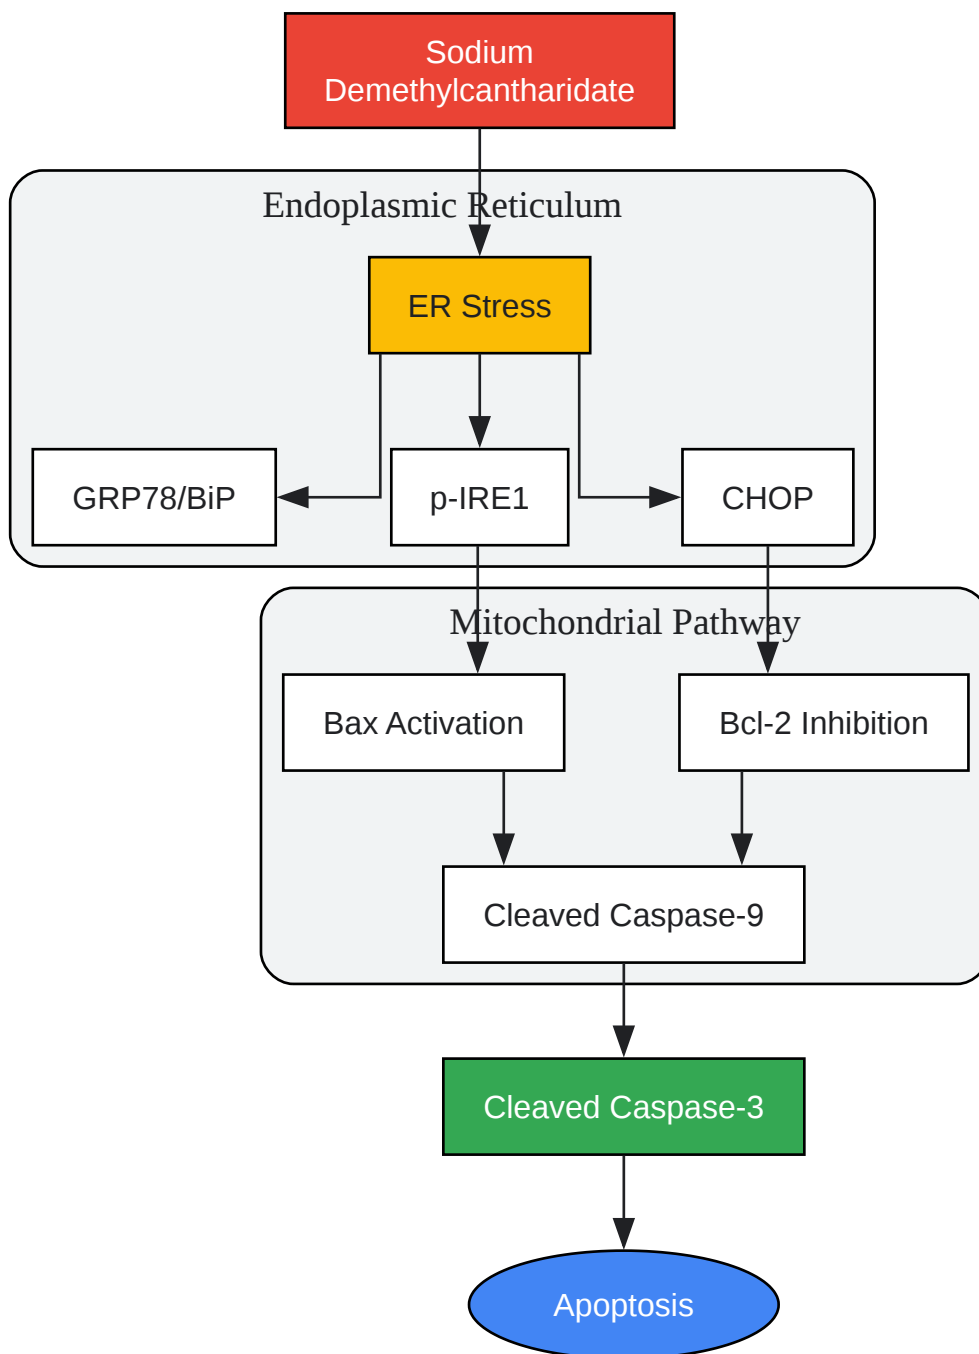 Sodium
Demethylcantharidate
Endoplasmic Reticulum
ER Stress
GRP78/BiP
p-IRE1
CHOP
Mitochondrial Pathway
Bax Activation
Bcl-2 Inhibition
Cleaved Caspase-9
Cleaved Caspase-3
Apoptosis